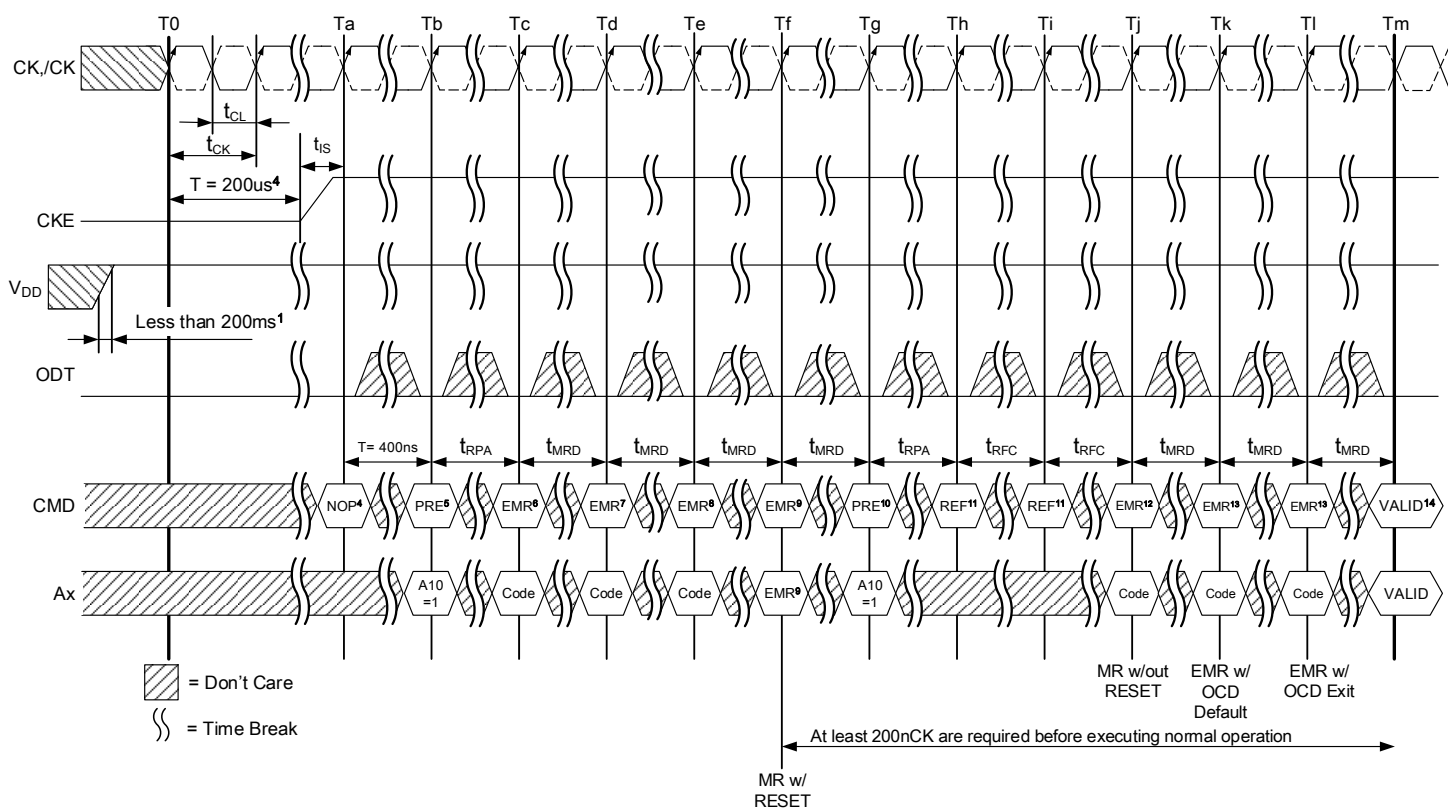 T0 Ta Tb Tc Td Te Tf Tg Th Ti Tj Tk Tl Tm
CK,/CK
tCL
tCK
tIS
T = 200us4
CKE
VDD
Less than 200ms1
ODT
T= 400ns tRPA tMRD tMRD tMRD tMRD tRPA tRFC tRFC tMRD tMRD tMRD
CMD NOP4 PRE5 EMR6 EMR7 EMR8 EMR9 PRE10 REF11 REF11 EMR12 EMR13 EMR13 VALID14
Ax A10 =1 Code Code Code EMR9 A10 =1 Code Code Code VALID
= Don't Care
= Time Break
MR w/out
RESET
EMR w/
OCD
Default
EMR w/
OCD Exit
At least 200nCK are required before executing normal operation
MR w/
RESET